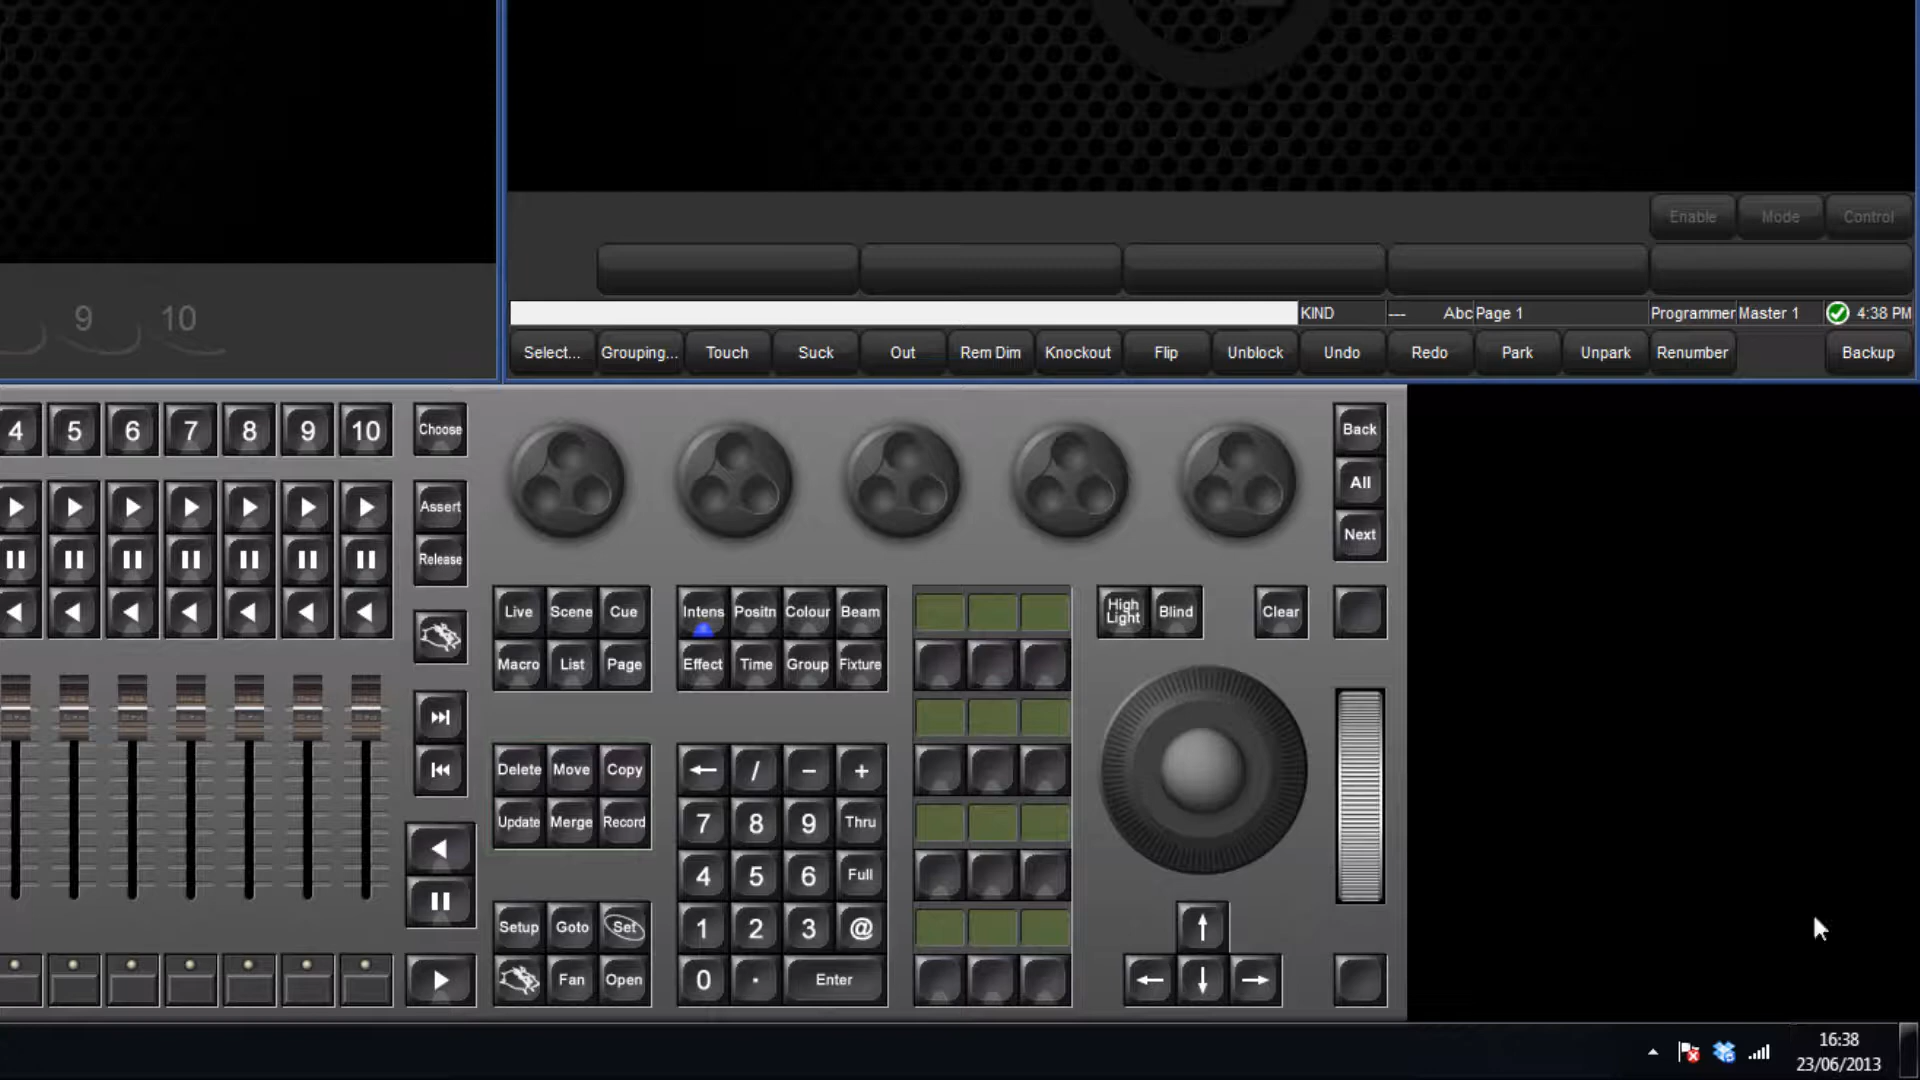 Enable Mode Control
9 10
KIND --- Abc Page 1 Programmer Master 1 4:38 PM
Select... Grouping... Touch Suck Out Rem Dim Knockout Flip Unblock Undo Redo Park Unpark Renumber Backup
4 5 6 7 8 9 10 Choose Back
All
Assert
Next
Release
Live Scene Cue Intens Positn Colour Beam High Light Blind Clear
Macro List Page Effect Time Group Fixture
Delete Move Copy ← / − +
Update Merge Record 7 8 9 Thru
4 5 6 Full
Setup Goto Set 1 2 3 @ ↑
Fan Open 0 . Enter ← ↓ →
16:38
23/06/2013